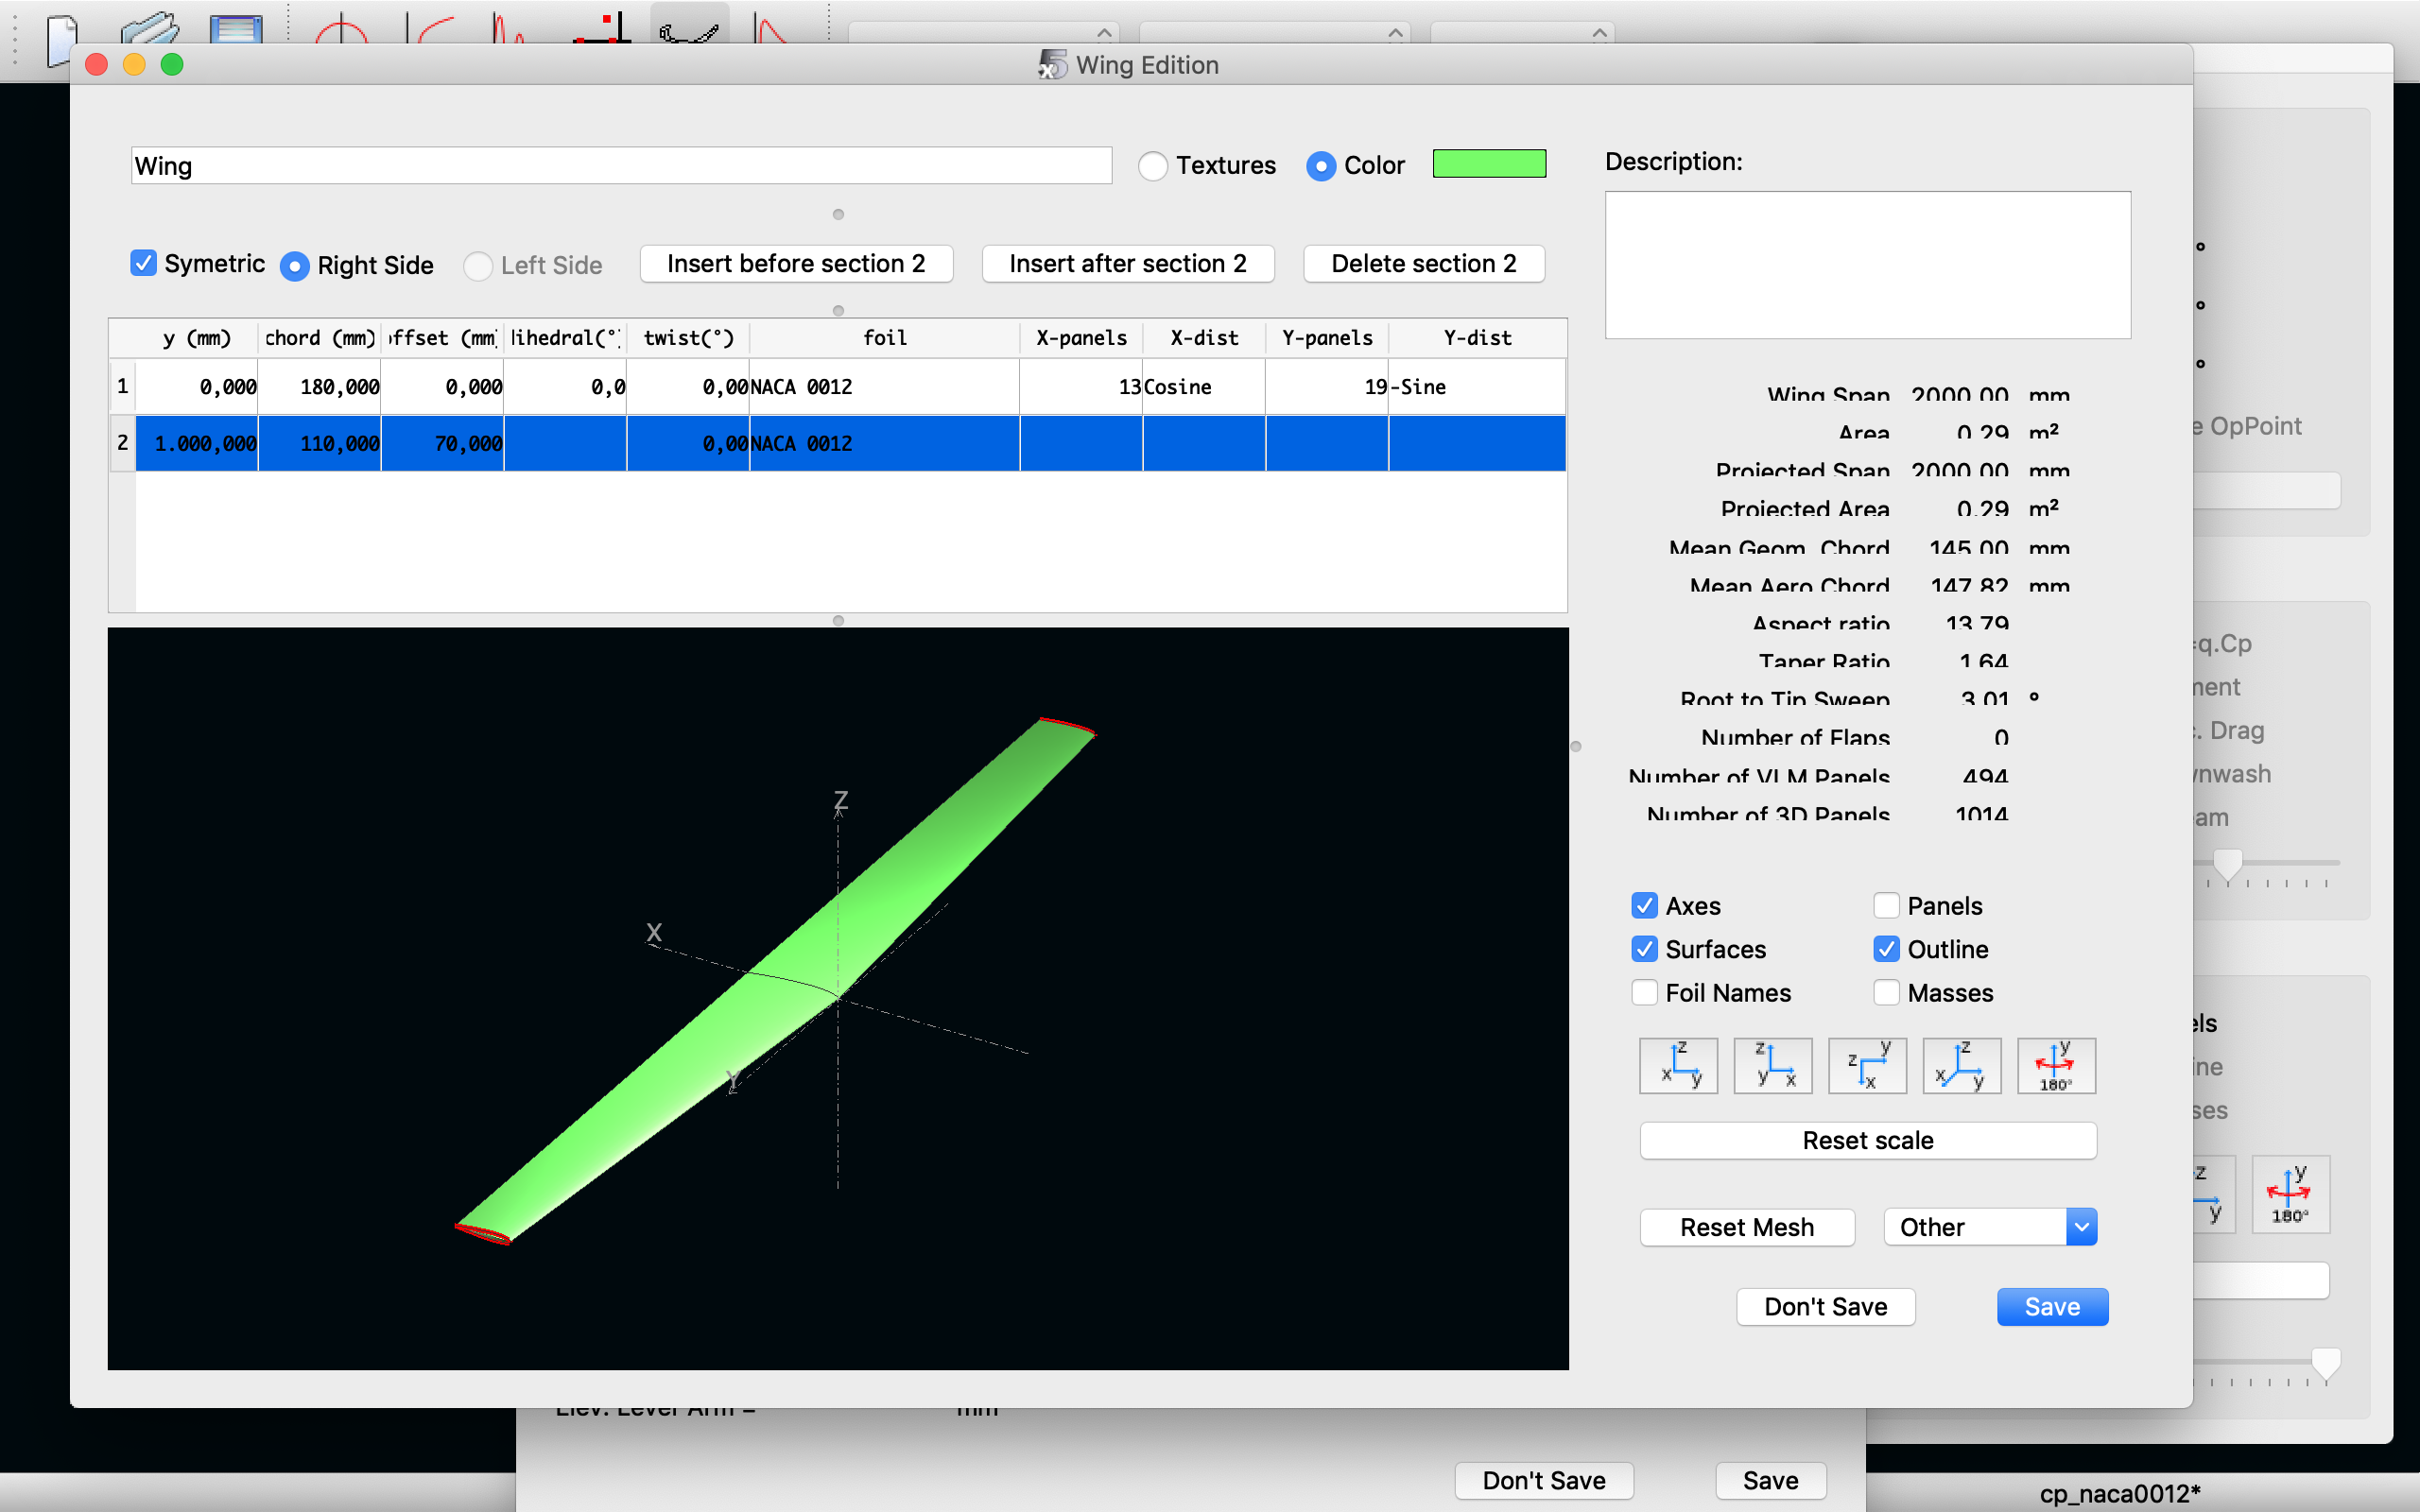 Wing Edition
Wing
Textures
Color
Description:
Symetric
Right Side
Left Side
Insert before section 2
Insert after section 2
Delete section 2
y (mm) chord (mm) offset (mm) dihedral(°) twist(°) foil X-panels X-dist Y-panels Y-dist
1 0,000 180,000 0,000 0,0 0,00 NACA 0012 13 Cosine 19 -Sine
2 1.000,000 110,000 70,000 0,00 NACA 0012
Wing Span 2000.00 mm
Area 0.29 m²
Projected Span 2000.00 mm
Projected Area 0.29 m²
Mean Geom. Chord 145.00 mm
Mean Aero Chord 147.82 mm
Aspect ratio 13.79
Taper Ratio 1.64
Root to Tip Sweep 3.01 °
Number of Flaps 0
Number of VLM Panels 494
Number of 3D Panels 1014
Z
X
Y
Axes
Panels
Surfaces
Outline
Foil Names
Masses
z x y
z y x
y z x
z x y
y 180°
Reset scale
Reset Mesh
Other
Don't Save
Save
°
°
°
e OpPoint
q.Cp
ment
. Drag
nwash
am
els
ine
ses
z y
y 180°
Elev. Lever Arm = mm
Don't Save
Save
cp_naca0012*